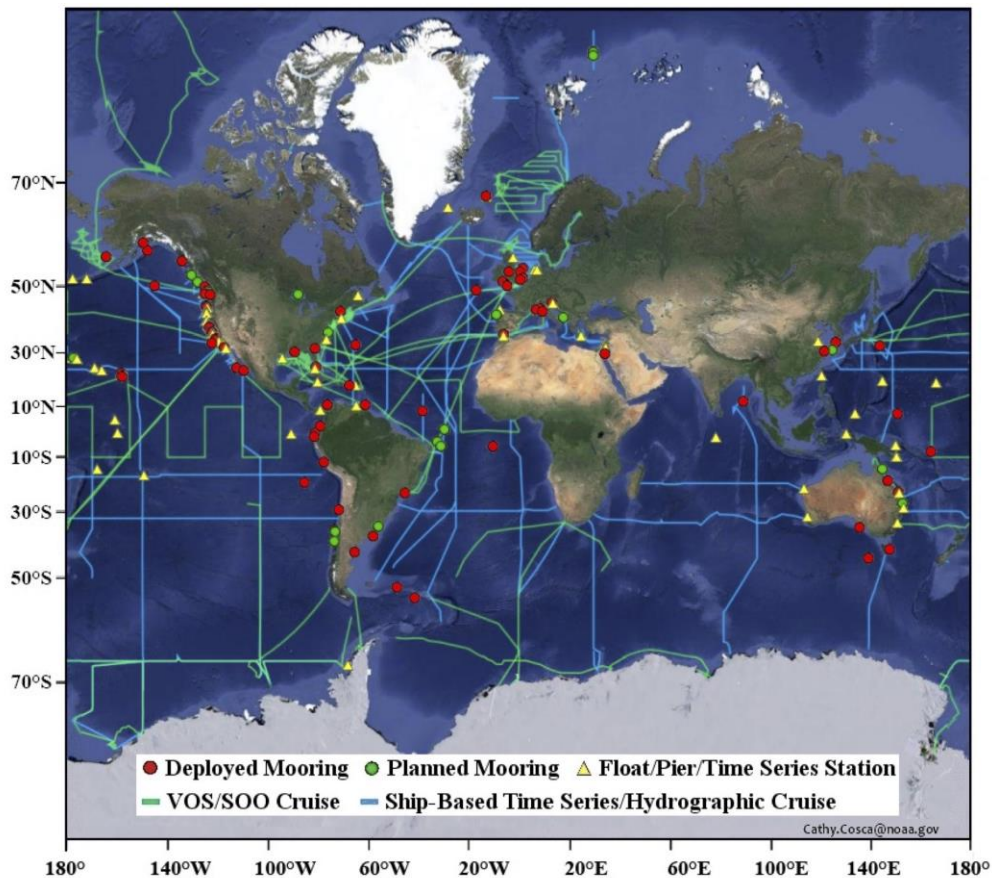 70°N
50°N
30°N
10°N
10°S
30°S
50°S
70°S
Deployed Mooring Planned Mooring Float/Pier/Time Series Station
VOS/SOO Cruise Ship-Based Time Series/Hydrographic Cruise
Cathy.Cosca@noaa.gov
180° 140°W 100°W 60°W 20°W 20°E 60°E 100°E 140°E 180°